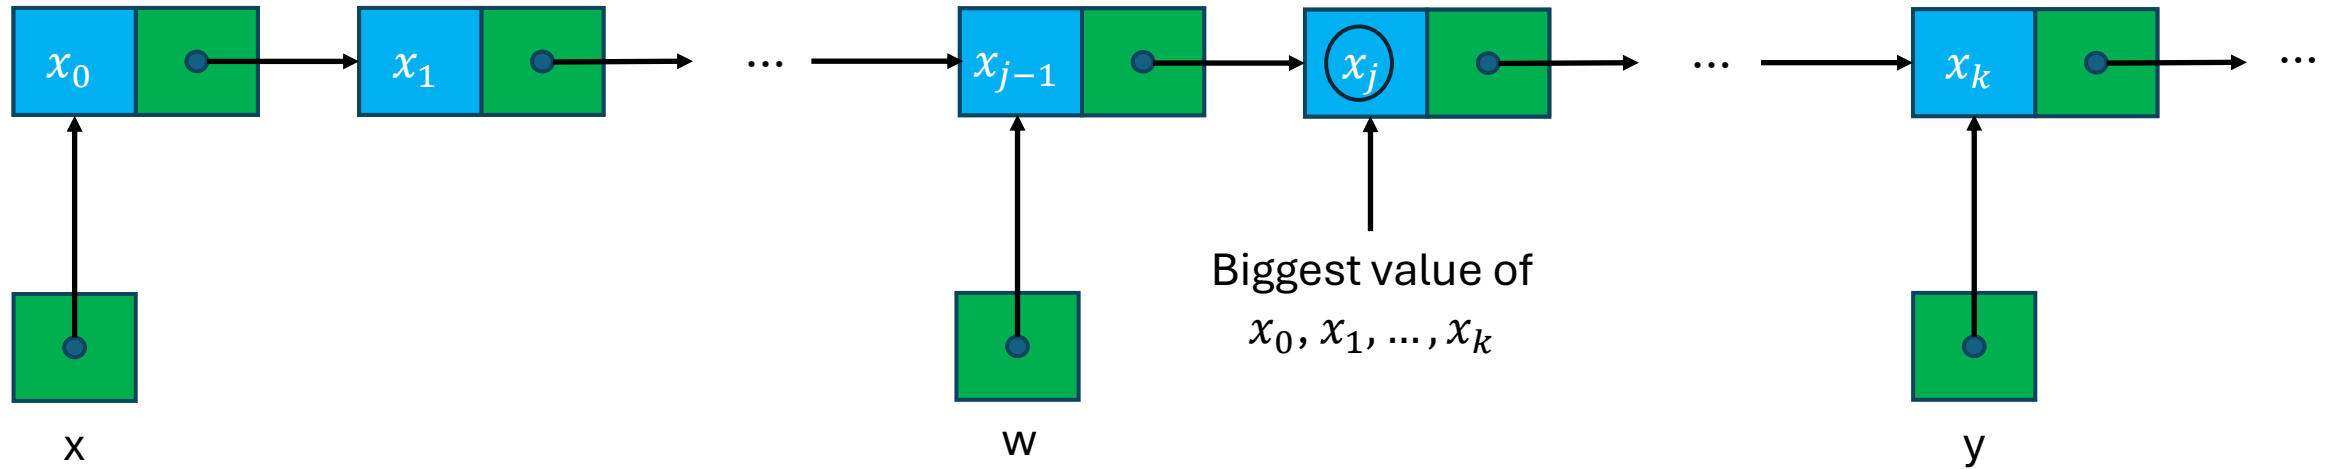 x₀ x₁ ... xⱼ₋₁ xⱼ ... xₖ ...
Biggest value of
x₀, x₁, ... , xₖ
x w y